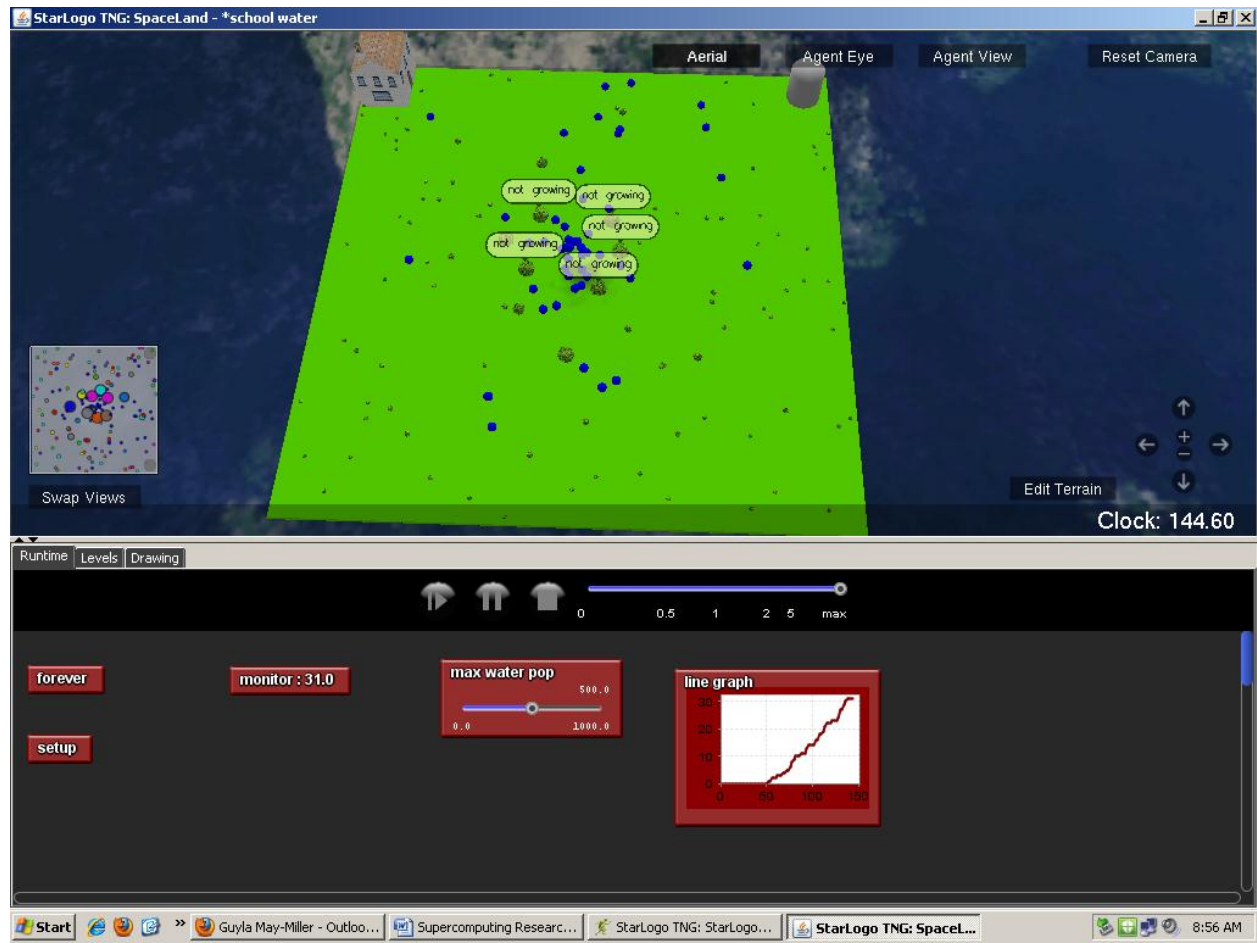 StarLogo TNG: SpaceLand - *school water
Aerial Agent Eye Agent View Reset Camera
not growing
not growing
not growing
not growing
not growing
Swap Views
+
−
Edit Terrain
Clock: 144.60
Runtime Levels Drawing
0 0.5 1 2 5 max
forever
monitor : 31.0
max water pop
500.0
0.0 1000.0
setup
line graph
30
20
10
0
0 50 100 150
Start » Guyla May-Miller - Outloo... Supercomputing Researc... StarLogo TNG: StarLogo... StarLogo TNG: SpaceL... 8:56 AM